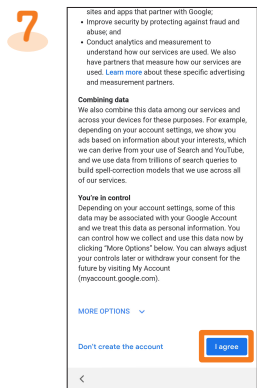 7
sites and apps that partner with Google;
• Improve security by protecting against fraud and
abuse; and
• Conduct analytics and measurement to
understand how our services are used. We also
have partners that measure how our services are
used. Learn more about these specific advertising
and measurement partners.
Combining data
We also combine this data among our services and
across your devices for these purposes. For example,
depending on your account settings, we show you
ads based on information about your interests, which
we can derive from your use of Search and YouTube,
and we use data from trillions of search queries to
build spell-correction models that we use across all
of our services.
You're in control
Depending on your account settings, some of this
data may be associated with your Google Account
and we treat this data as personal information. You
can control how we collect and use this data now by
clicking "More Options" below. You can always adjust
your controls later or withdraw your consent for the
future by visiting My Account
(myaccount.google.com).
MORE OPTIONS
Don't create the account I agree